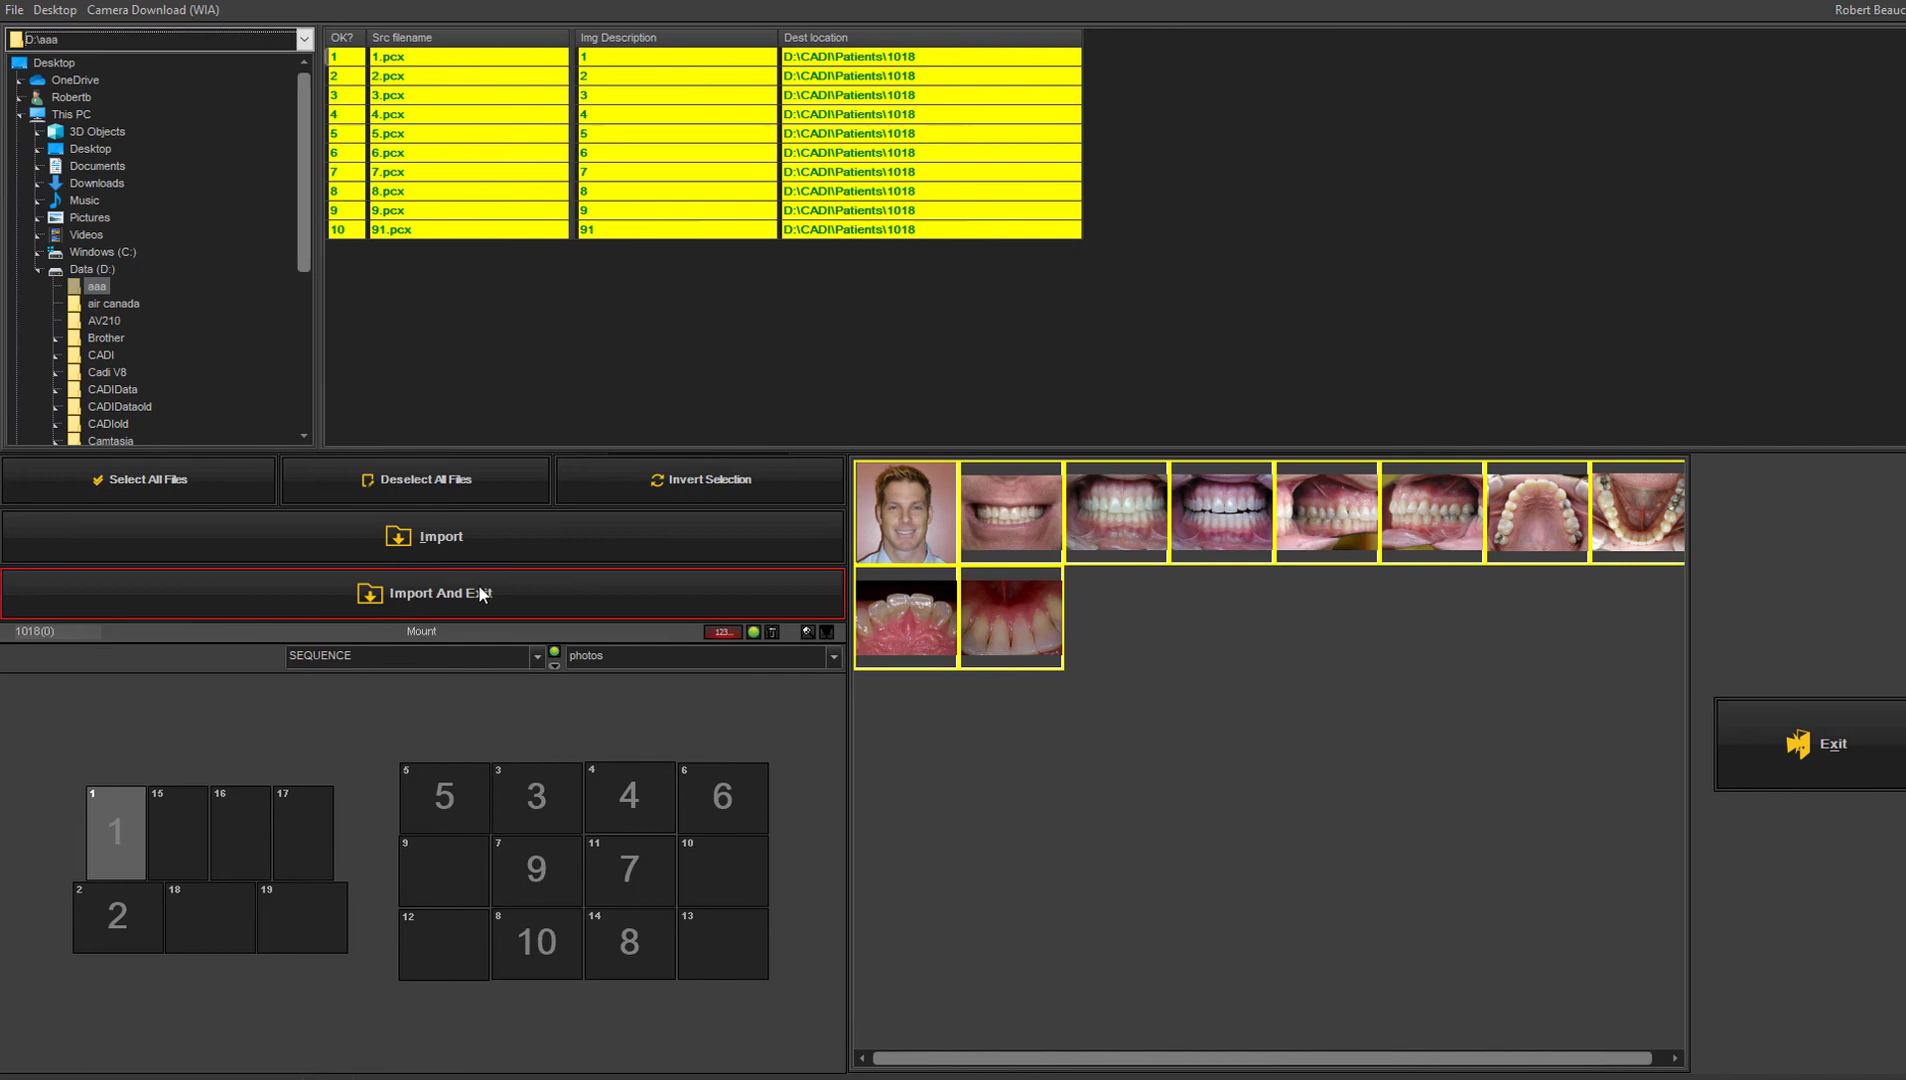 File Desktop Camera Download (WIA) Robert Beauc
D:\aaa
Desktop
OneDrive
Robertb
This PC
3D Objects
Desktop
Documents
Downloads
Music
Pictures
Videos
Windows (C:)
Data (D:)
aaa
air canada
AV210
Brother
CADI
Cadi V8
CADIData
CADIDataold
CADIold
Camtasia
OK? Src filename Img Description Dest location
1 1.pcx 1 D:\CADI\Patients\1018
2 2.pcx 2 D:\CADI\Patients\1018
3 3.pcx 3 D:\CADI\Patients\1018
4 4.pcx 4 D:\CADI\Patients\1018
5 5.pcx 5 D:\CADI\Patients\1018
6 6.pcx 6 D:\CADI\Patients\1018
7 7.pcx 7 D:\CADI\Patients\1018
8 8.pcx 8 D:\CADI\Patients\1018
9 9.pcx 9 D:\CADI\Patients\1018
10 91.pcx 91 D:\CADI\Patients\1018
Select All Files Deselect All Files Invert Selection
Import
Import And Exit
1018(0) Mount 123...
SEQUENCE photos
1 15 16 17
1
2 18 19
2
5 3 4 6
5 3 4 6
9 7 11 10
9 7
12 8 14 13
10 8
Exit